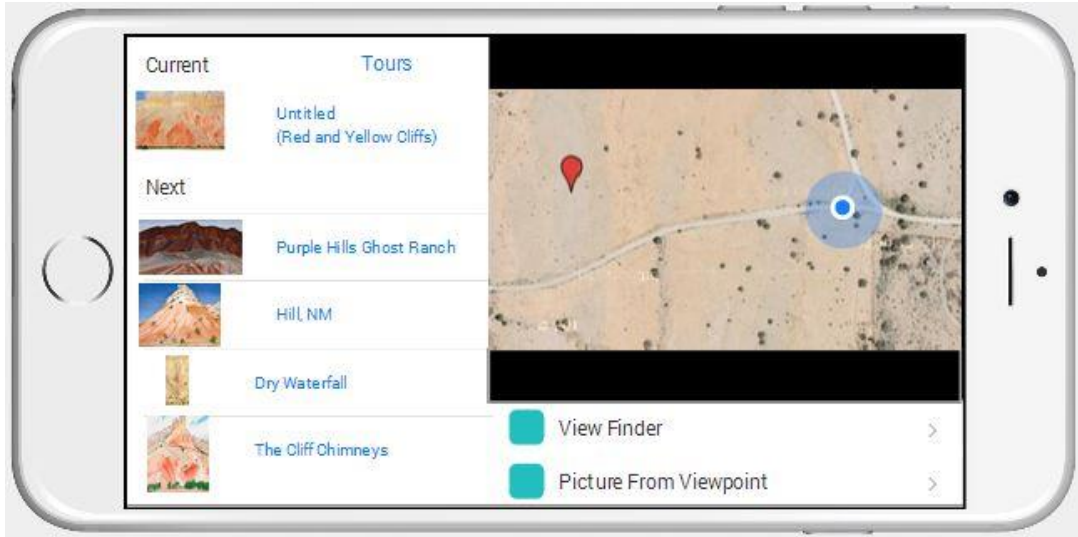 Current
Tours
Untitled
(Red and Yellow Cliffs)
Next
Purple Hills Ghost Ranch
Hill, NM
Dry Waterfall
The Cliff Chimneys
View Finder
Picture From Viewpoint